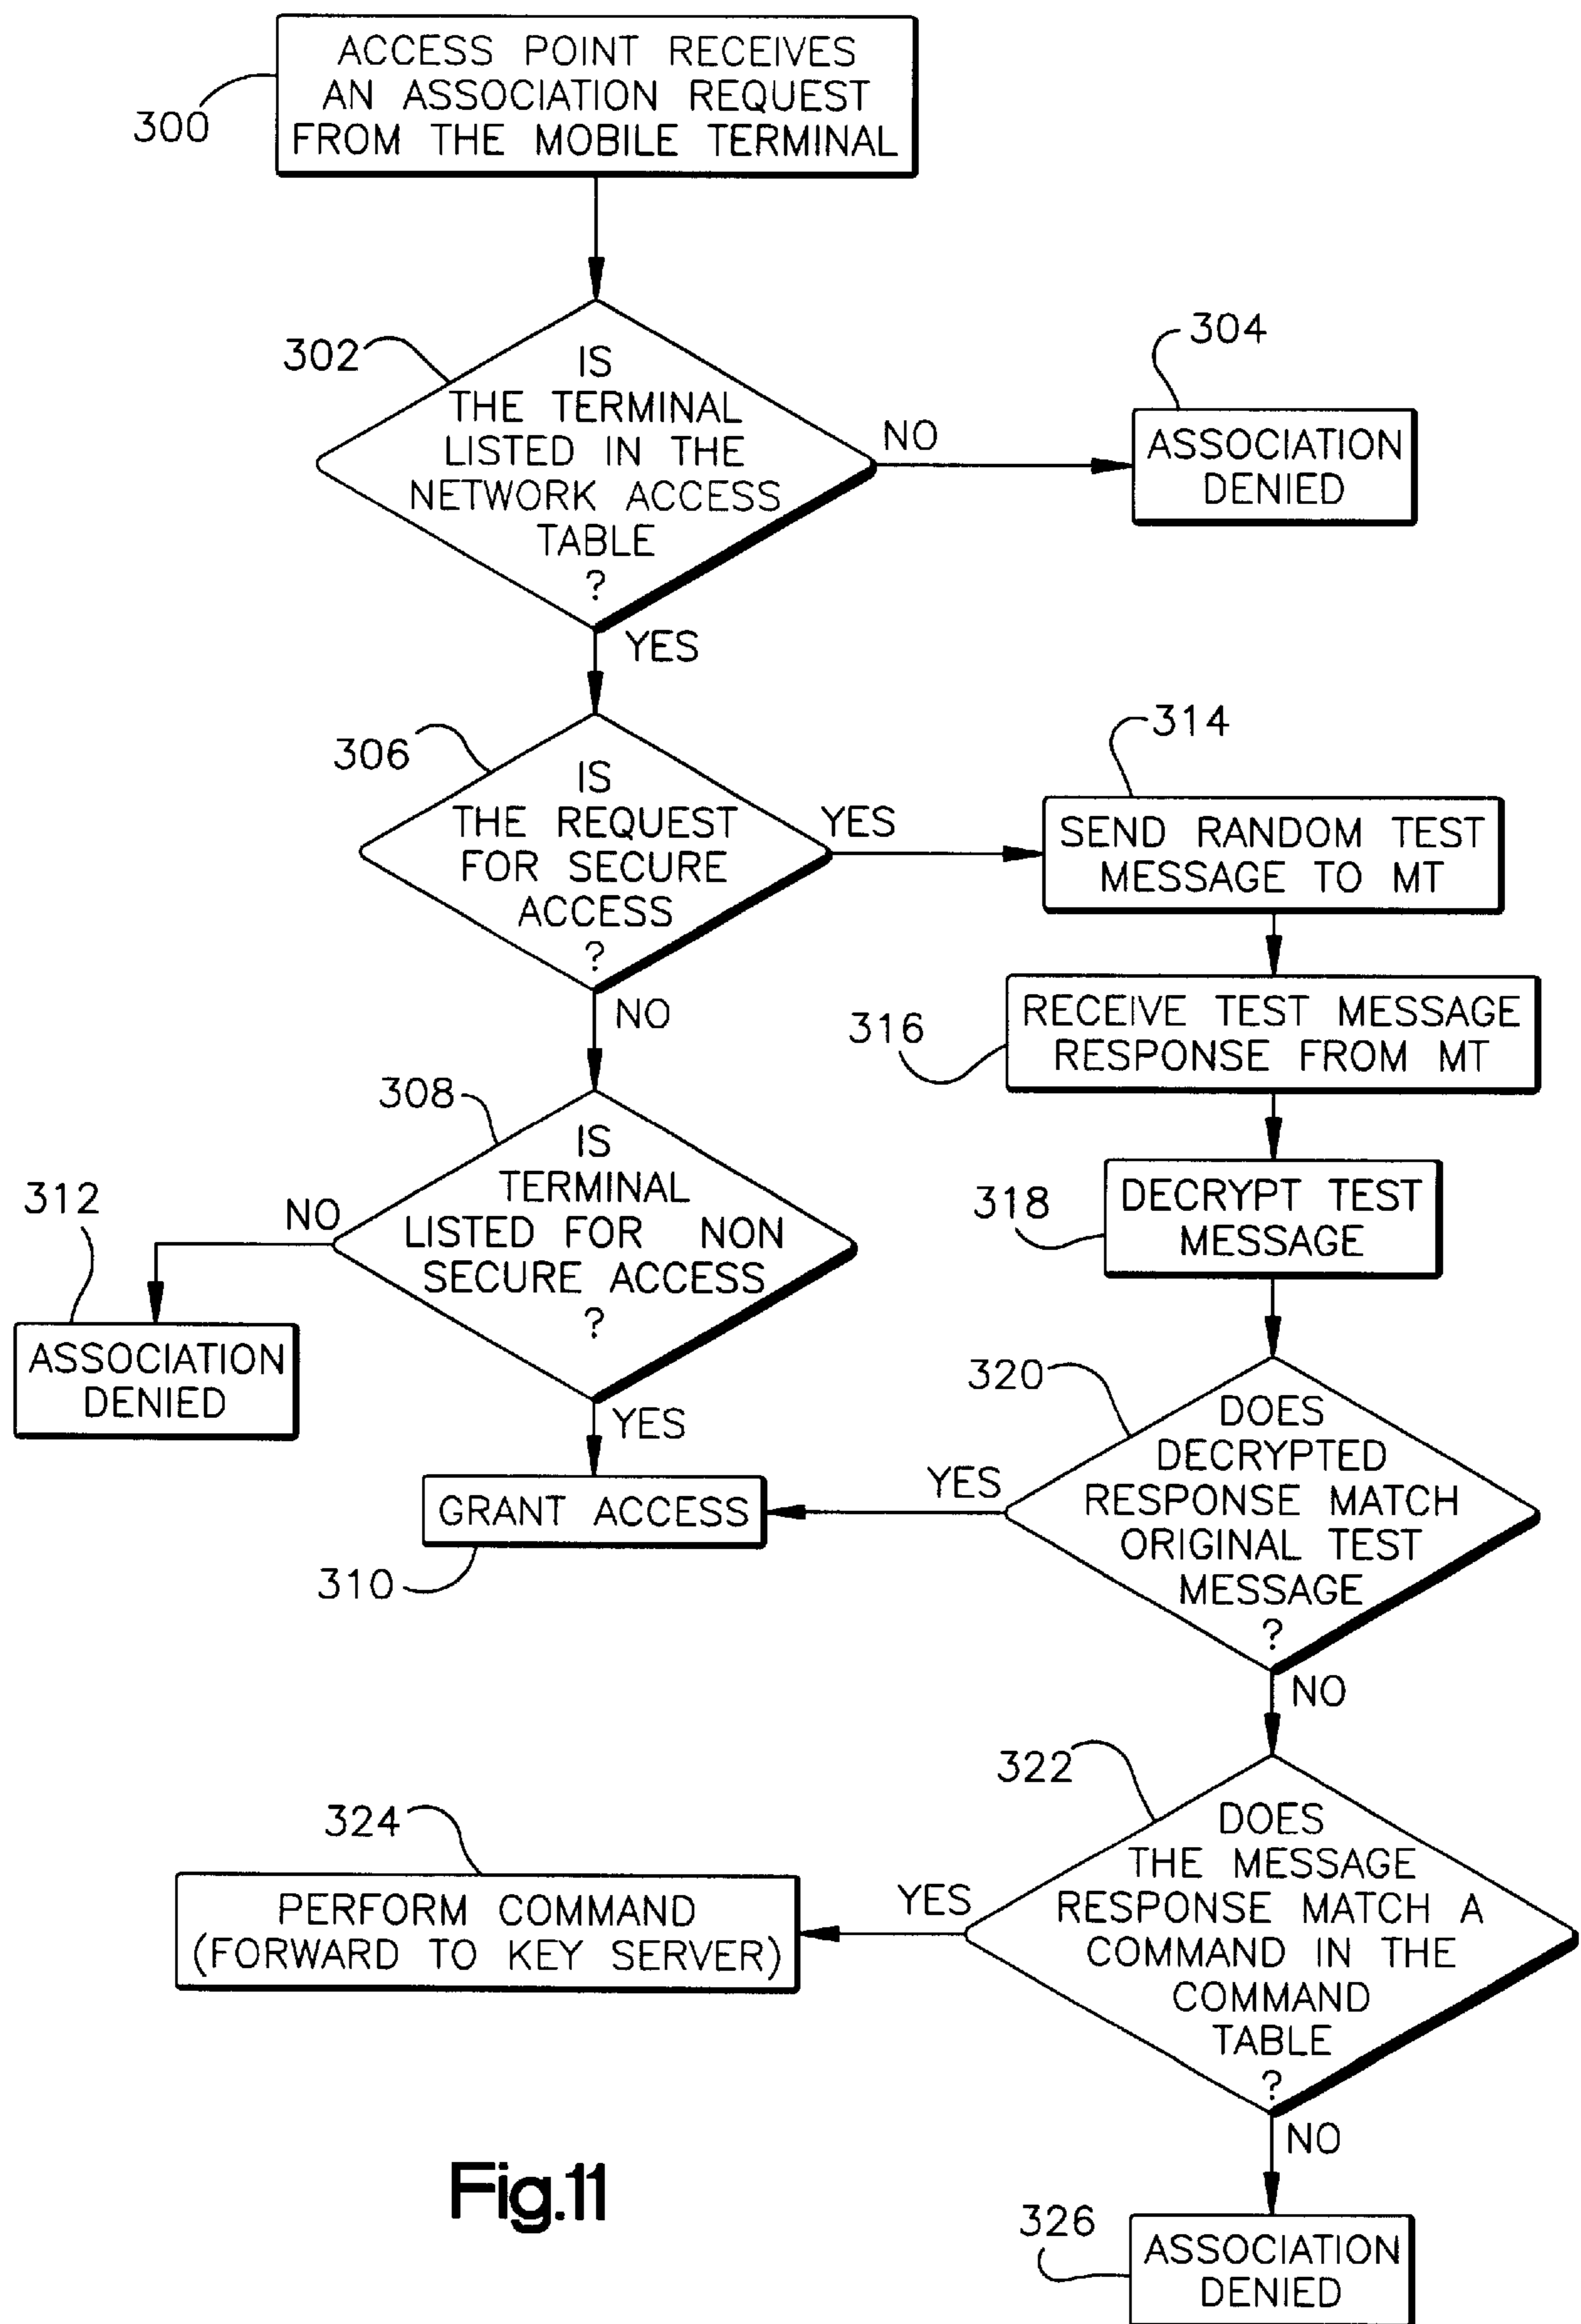 ACCESS POINT RECEIVES
AN ASSOCIATION REQUEST
FROM THE MOBILE TERMINAL
300
302
IS
THE TERMINAL
LISTED IN THE
NETWORK ACCESS
TABLE
?
NO
304
ASSOCIATION
DENIED
YES
306
IS
THE REQUEST
FOR SECURE
ACCESS
?
YES
314
SEND RANDOM TEST
MESSAGE TO MT
NO
316
RECEIVE TEST MESSAGE
RESPONSE FROM MT
308
IS
TERMINAL
LISTED FOR NON
SECURE ACCESS
?
NO
312
ASSOCIATION
DENIED
318
DECRYPT TEST
MESSAGE
YES
GRANT ACCESS
310
320
DOES
DECRYPTED
RESPONSE MATCH
ORIGINAL TEST
MESSAGE
?
YES
NO
322
DOES
THE MESSAGE
RESPONSE MATCH A
COMMAND IN THE
COMMAND
TABLE
?
YES
324
PERFORM COMMAND
(FORWARD TO KEY SERVER)
NO
326
ASSOCIATION
DENIED
Fig.11